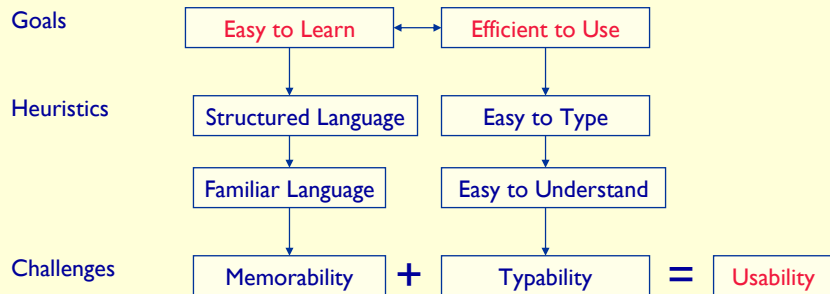 Goals
Easy to Learn
Efficient to Use
Heuristics
Structured Language
Easy to Type
Familiar Language
Easy to Understand
Challenges
Memorability
+
Typability
=
Usability